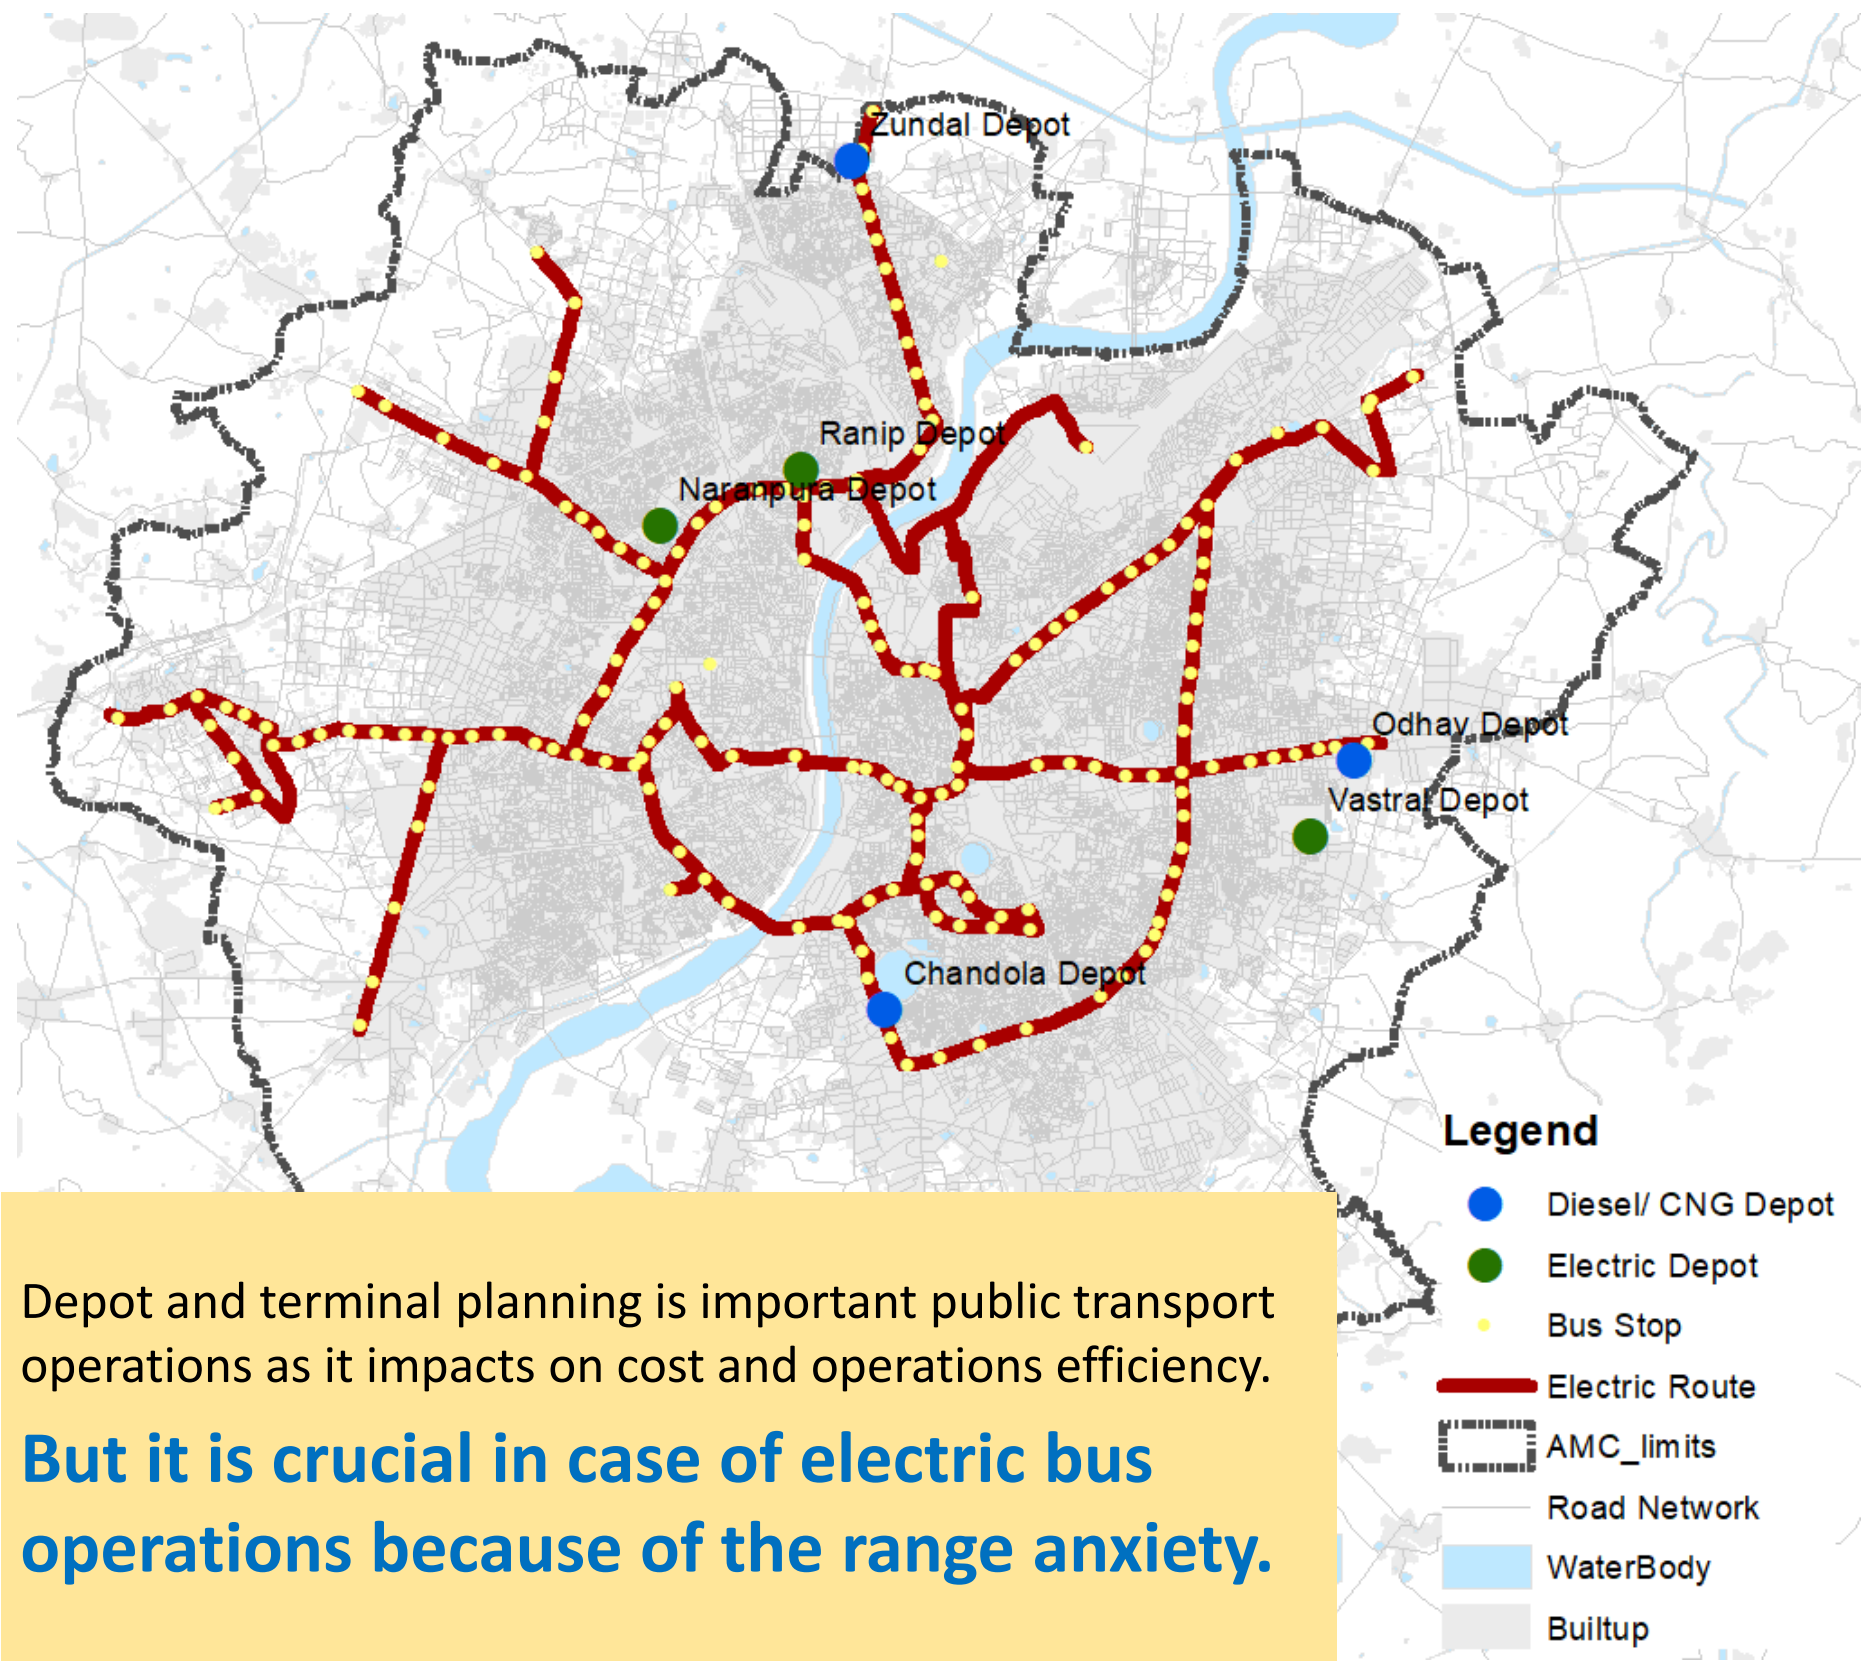 Zundal Depot
Ranip Depot
Naranpura Depot
Odhav Depot
Vastral Depot
Chandola Depot
Legend
Diesel/ CNG Depot
Electric Depot
Bus Stop
Electric Route
AMC_limits
Road Network
WaterBody
Builtup
Depot and terminal planning is important public transport
operations as it impacts on cost and operations efficiency.
But it is crucial in case of electric bus
operations because of the range anxiety.